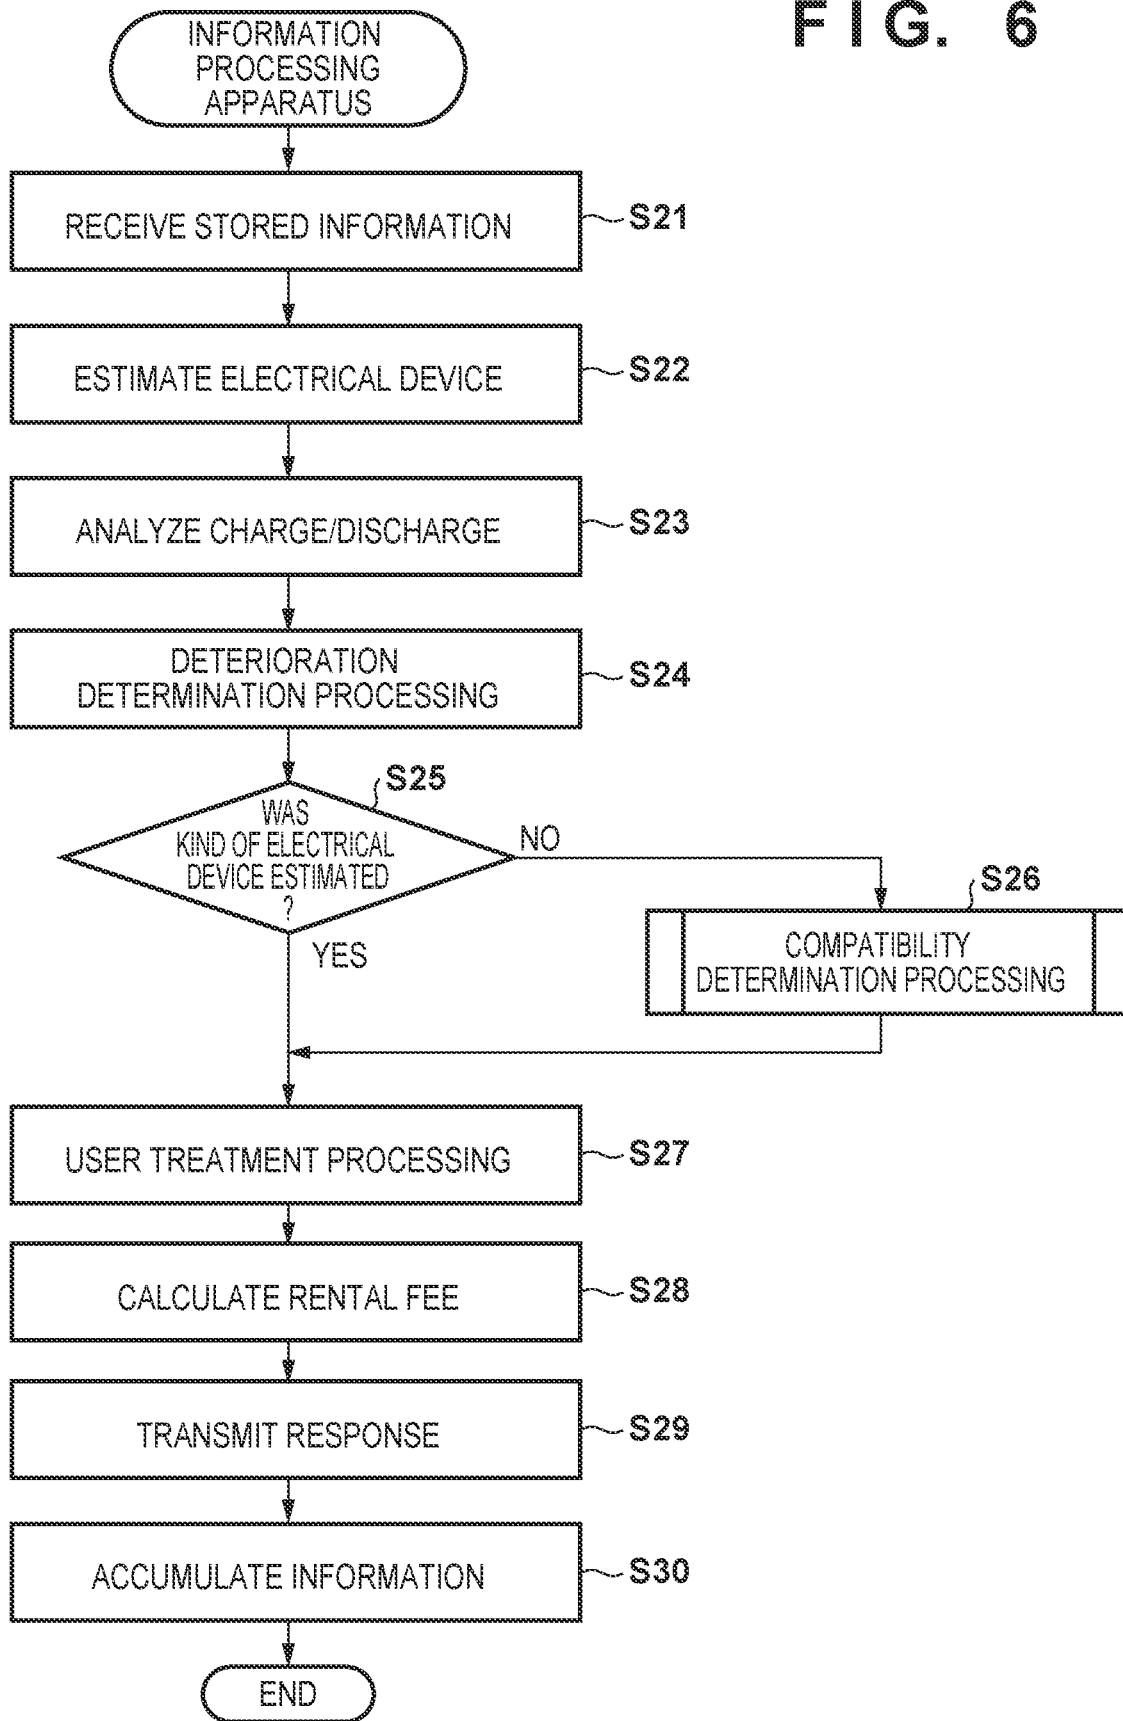 FIG. 6
INFORMATION
PROCESSING
APPARATUS
RECEIVE STORED INFORMATION
S21
ESTIMATE ELECTRICAL DEVICE
S22
ANALYZE CHARGE/DISCHARGE
S23
DETERIORATION
DETERMINATION PROCESSING
S24
S25
WAS
KIND OF ELECTRICAL
DEVICE ESTIMATED
?
NO
YES
S26
COMPATIBILITY
DETERMINATION PROCESSING
USER TREATMENT PROCESSING
S27
CALCULATE RENTAL FEE
S28
TRANSMIT RESPONSE
S29
ACCUMULATE INFORMATION
S30
END